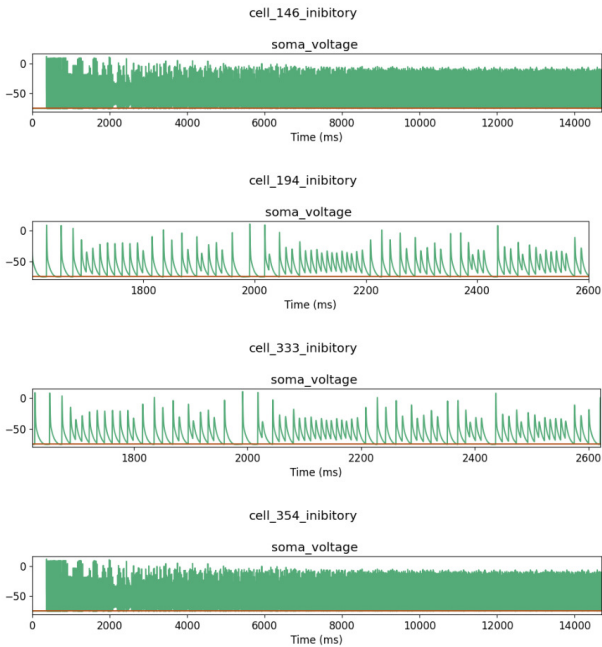 cell_146_inibitory
soma_voltage
0
−50
0 2000 4000 6000 8000 10000 12000 14000
Time (ms)
cell_194_inibitory
soma_voltage
0
−50
1800 2000 2200 2400 2600
Time (ms)
cell_333_inibitory
soma_voltage
0
−50
1800 2000 2200 2400 2600
Time (ms)
cell_354_inibitory
soma_voltage
0
−50
0 2000 4000 6000 8000 10000 12000 14000
Time (ms)